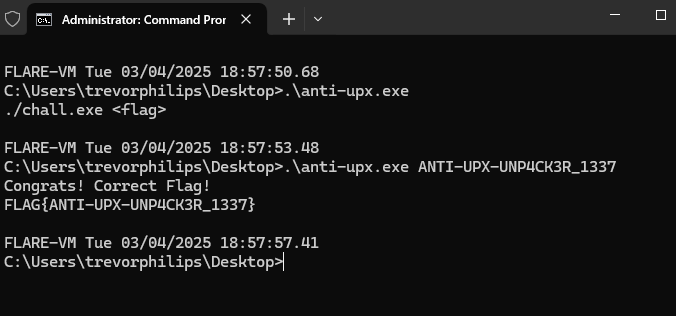 Administrator: Command Pror
FLARE-VM Tue 03/04/2025 18:57:50.68
C:\Users\trevorphilips\Desktop>.\anti-upx.exe
./chall.exe <flag>
FLARE-VM Tue 03/04/2025 18:57:53.48
C:\Users\trevorphilips\Desktop>.\anti-upx.exe ANTI-UPX-UNP4CK3R_1337
Congrats! Correct Flag!
FLAG{ANTI-UPX-UNP4CK3R_1337}
FLARE-VM Tue 03/04/2025 18:57:57.41
C:\Users\trevorphilips\Desktop>